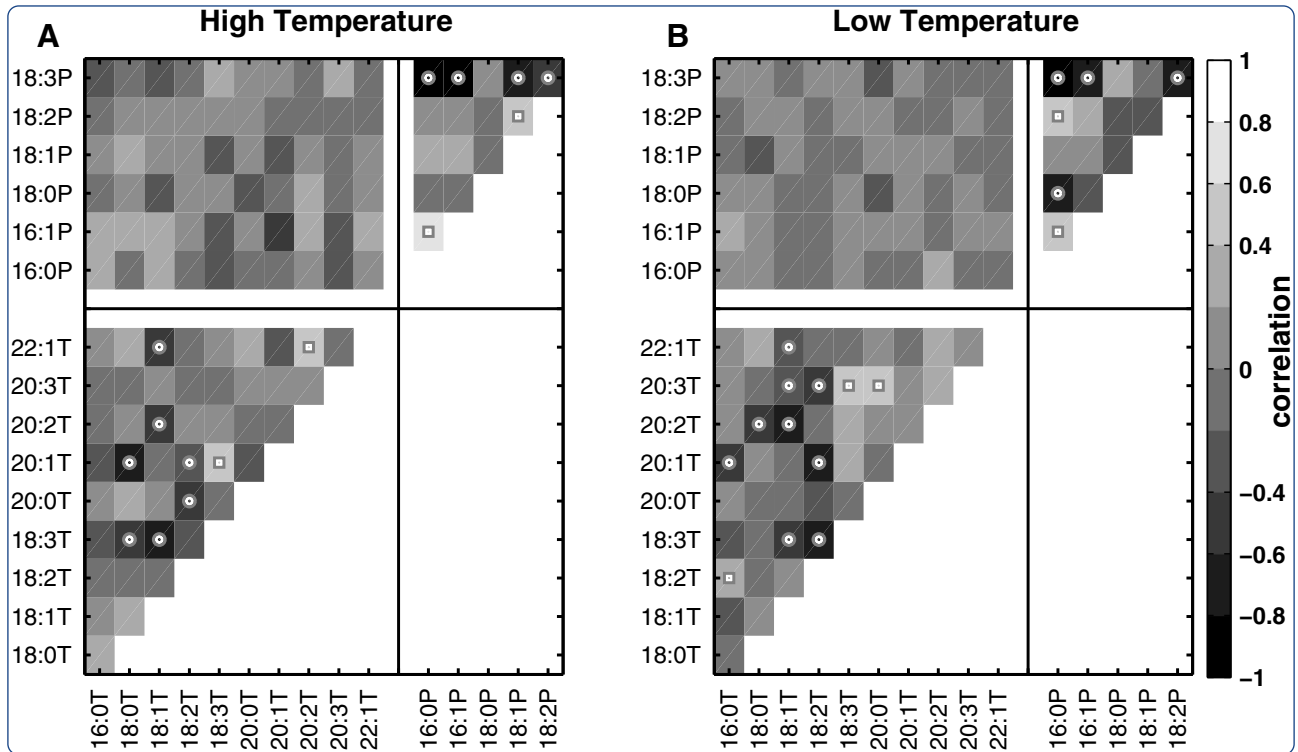 A
High Temperature
B
Low Temperature
18:3P
18:2P
18:1P
18:0P
16:1P
16:0P
22:1T
20:3T
20:2T
20:1T
20:0T
18:3T
18:2T
18:1T
18:0T
16:0T
18:0T
18:1T
18:2T
18:3T
20:0T
20:1T
20:2T
20:3T
22:1T
16:0P
16:1P
18:0P
18:1P
18:2P
18:3P
18:2P
18:1P
18:0P
16:1P
16:0P
22:1T
20:3T
20:2T
20:1T
20:0T
18:3T
18:2T
18:1T
18:0T
16:0T
18:0T
18:1T
18:2T
18:3T
20:0T
20:1T
20:2T
20:3T
22:1T
16:0P
16:1P
18:0P
18:1P
18:2P
1
0.8
0.6
0.4
0
−0.4
−0.6
−0.8
−1
correlation